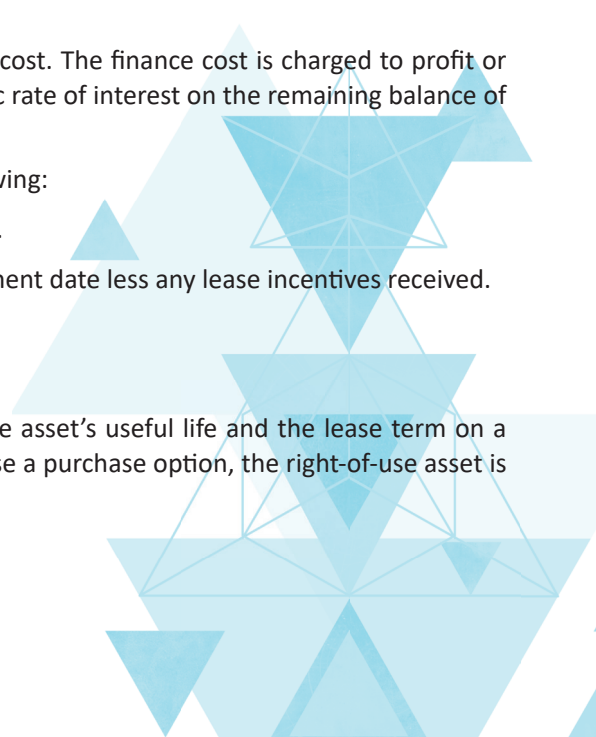 cost. The finance cost is charged to profit or
c rate of interest on the remaining balance of
ving:
.
nent date less any lease incentives received.
e asset's useful life and the lease term on a
se a purchase option, the right-of-use asset is